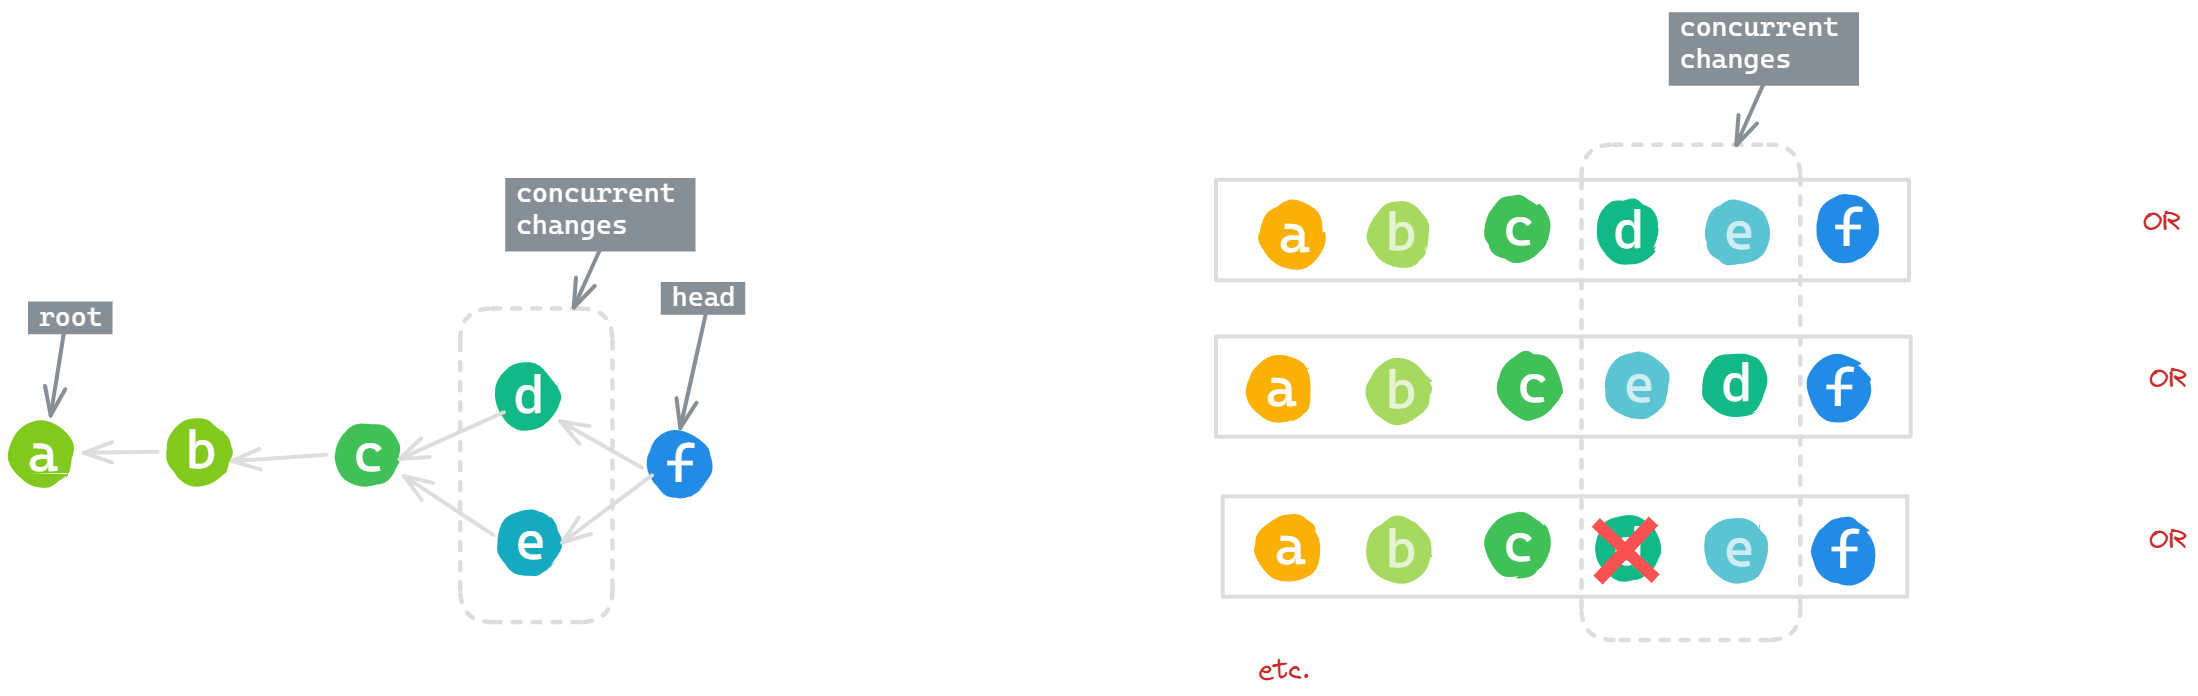 concurrent
changes
root
head
a
b
c
d
e
f
concurrent
changes
a b c d e f OR
a b c e d f OR
a b c e f OR
etc.